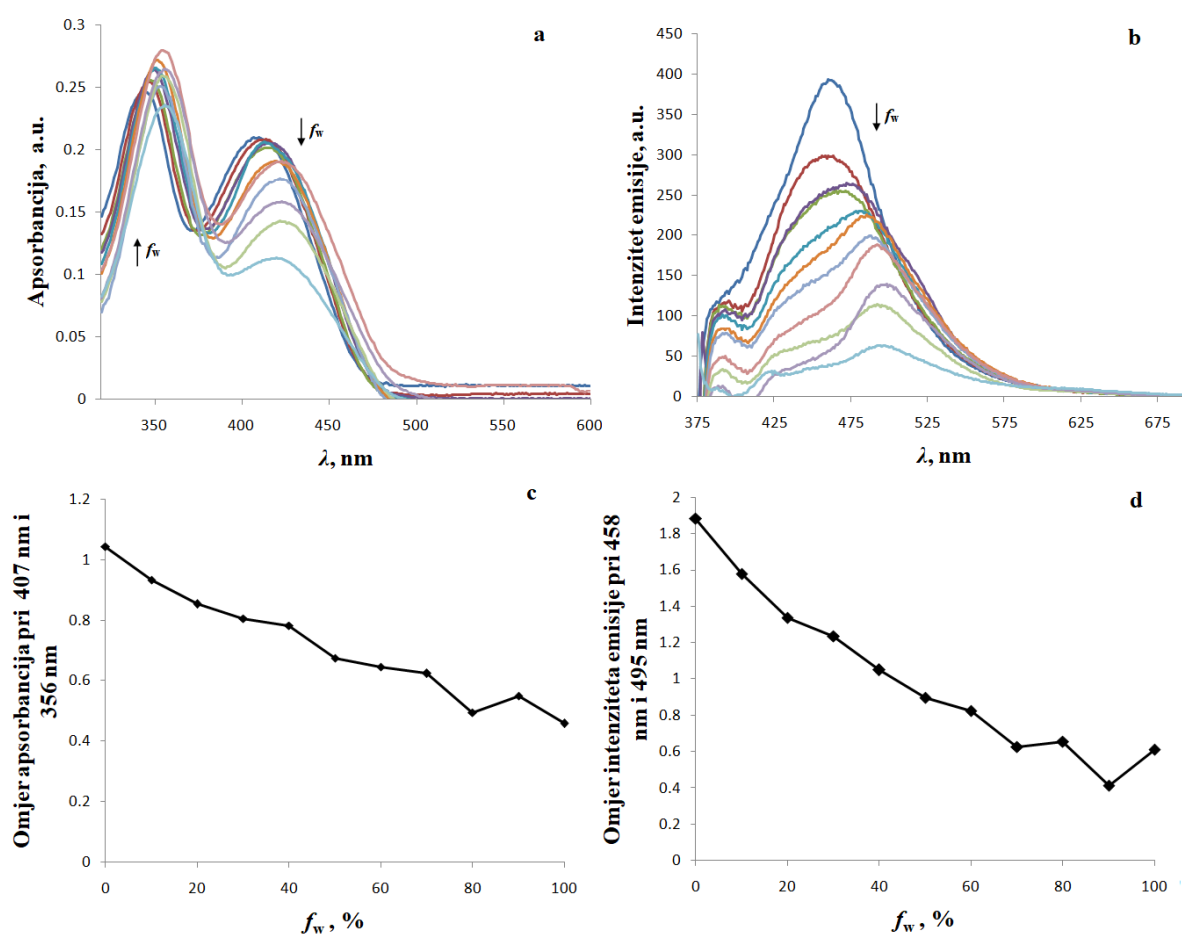 a
0.3
0.25
0.2
0.15
0.1
0.05
0
Apsorbancija, a.u.
↓ fw
↑ fw
350 400 450 500 550 600
λ, nm
b
450
400
350
300
250
200
150
100
50
0
Intenzitet emisije, a.u.
↓ fw
375 425 475 525 575 625 675
λ, nm
c
1.2
1
0.8
0.6
0.4
0.2
0
Omjer apsorbancija pri 407 nm i
356 nm
0 20 40 60 80 100
fw , %
d
2
1.8
1.6
1.4
1.2
1
0.8
0.6
0.4
0.2
0
Omjer intenziteta emisije pri 458
nm i 495 nm
0 20 40 60 80 100
fw , %